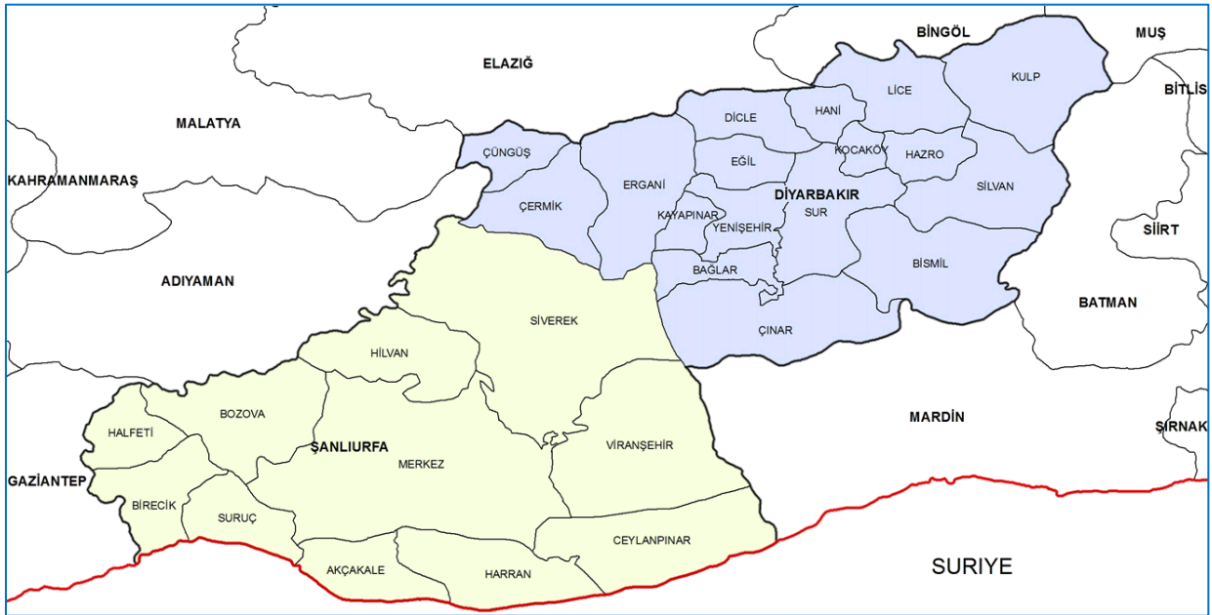 BİNGÖL
MUŞ
ELAZIĞ
KULP
LİCE
BİTLİS
HANİ
DİCLE
MALATYA
KOCAKÖY
ÇÜNGÜŞ
HAZRO
EĞİL
KAHRAMANMARAŞ
ERGANİ
SİLVAN
DİYARBAKIR
ÇERMİK
KAYAPINAR
SUR
YENİŞEHİR
SİİRT
BİSMİL
BAĞLAR
ADIYAMAN
BATMAN
SİVEREK
ÇINAR
HİLVAN
BOZOVA
MARDİN
ŞIRNAK
HALFETİ
ŞANLIURFA
VİRANŞEHİR
MERKEZ
GAZİANTEP
BİRECİK
SURUÇ
CEYLANPINAR
SURIYE
AKÇAKALE
HARRAN